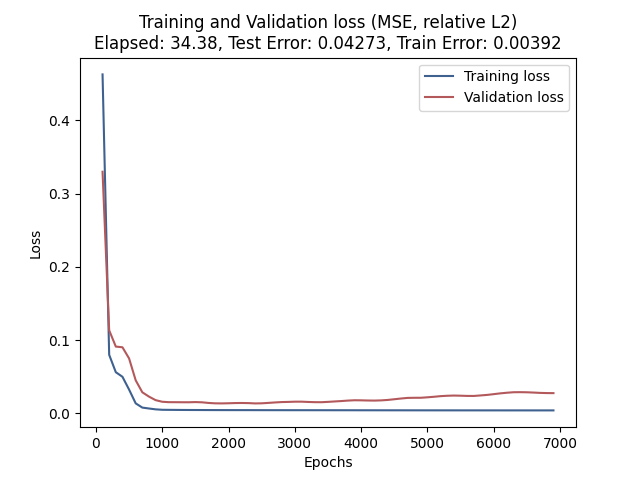 Training and Validation loss (MSE, relative L2)
Elapsed: 34.38, Test Error: 0.04273, Train Error: 0.00392
Training loss
Validation loss
0.4
0.3
0.2
0.1
0.0
Loss
0
1000
2000
3000
4000
5000
6000
7000
Epochs